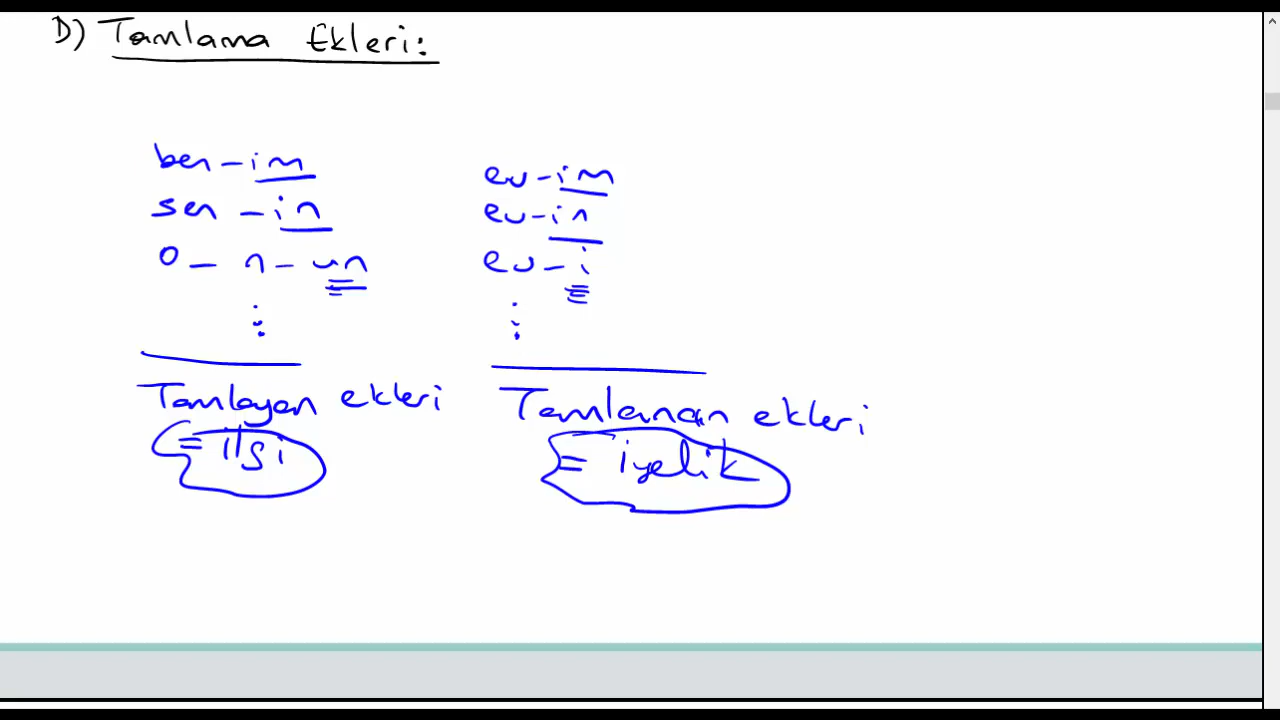 D) Tamlama Ekleri:
ben - im
sen - in
o - n - un
⋮
Tamlayan ekleri
= ilgi
ev - im
ev - in
ev - i
⋮
Tamlanan ekleri
= iyelik